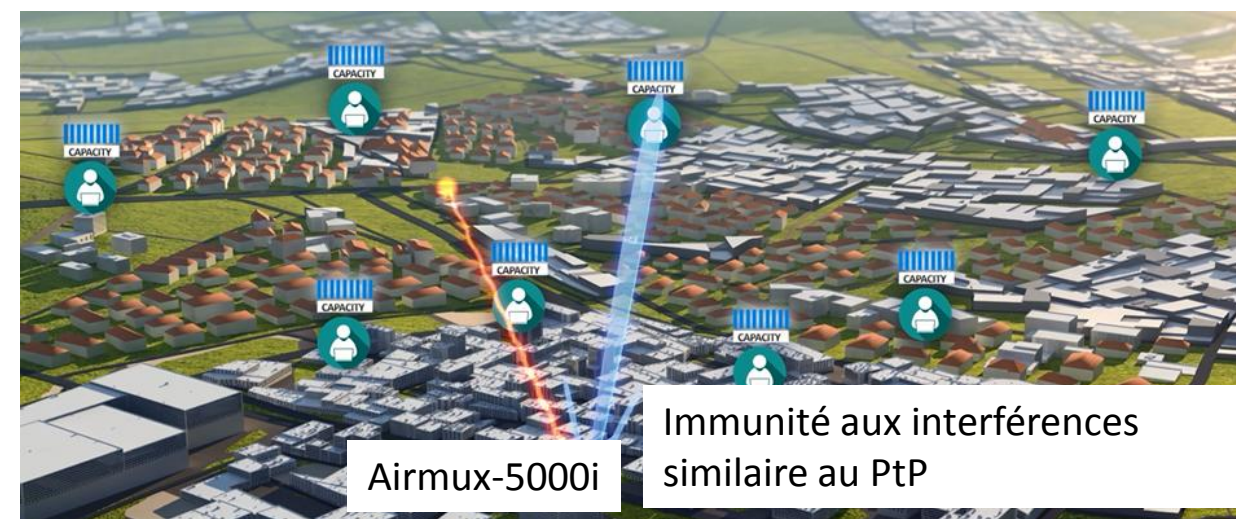 CAPACITY
CAPACITY
CAPACITY
CAPACITY
CAPACITY
CAPACITY
CAPACITY
CAPACITY
Airmux-5000i
Immunité aux interférences
similaire au PtP